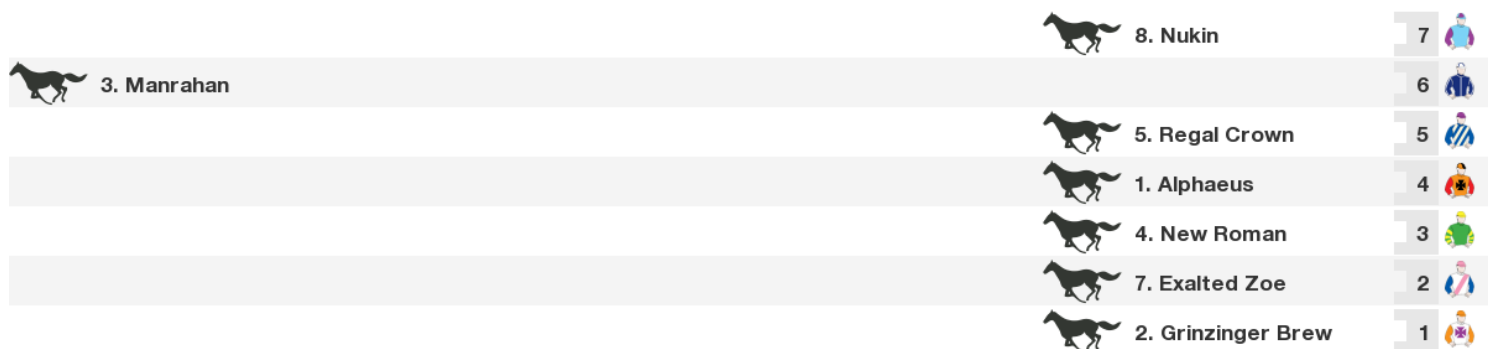 8. Nukin 7
3. Manrahan 6
5. Regal Crown 5
1. Alphaeus 4
4. New Roman 3
7. Exalted Zoe 2
2. Grinzinger Brew 1